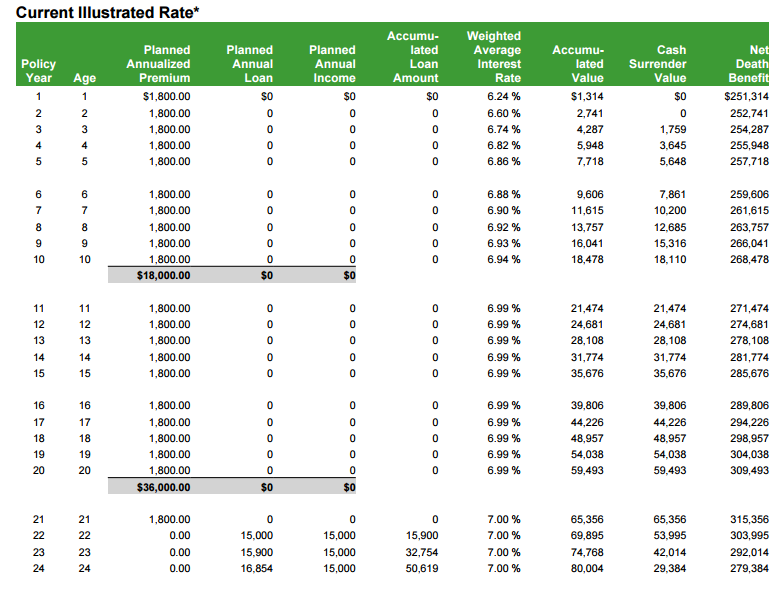 Current Illustrated Rate*
Accumu- Weighted
Planned Planned Planned lated Average Accumu- Cash Net
Policy Annualized Annual Annual Loan Interest lated Surrender Death
Year Age Premium Loan Income Amount Rate Value Value Benefit
1 1 $1,800.00 $0 $0 $0 6.24 % $1,314 $0 $251,314
2 2 1,800.00 0 0 0 6.60 % 2,741 0 252,741
3 3 1,800.00 0 0 0 6.74 % 4,287 1,759 254,287
4 4 1,800.00 0 0 0 6.82 % 5,948 3,645 255,948
5 5 1,800.00 0 0 0 6.86 % 7,718 5,648 257,718
6 6 1,800.00 0 0 0 6.88 % 9,606 7,861 259,606
7 7 1,800.00 0 0 0 6.90 % 11,615 10,200 261,615
8 8 1,800.00 0 0 0 6.92 % 13,757 12,685 263,757
9 9 1,800.00 0 0 0 6.93 % 16,041 15,316 266,041
10 10 1,800.00 0 0 0 6.94 % 18,478 18,110 268,478
$18,000.00 $0 $0
11 11 1,800.00 0 0 0 6.99 % 21,474 21,474 271,474
12 12 1,800.00 0 0 0 6.99 % 24,681 24,681 274,681
13 13 1,800.00 0 0 0 6.99 % 28,108 28,108 278,108
14 14 1,800.00 0 0 0 6.99 % 31,774 31,774 281,774
15 15 1,800.00 0 0 0 6.99 % 35,676 35,676 285,676
16 16 1,800.00 0 0 0 6.99 % 39,806 39,806 289,806
17 17 1,800.00 0 0 0 6.99 % 44,226 44,226 294,226
18 18 1,800.00 0 0 0 6.99 % 48,957 48,957 298,957
19 19 1,800.00 0 0 0 6.99 % 54,038 54,038 304,038
20 20 1,800.00 0 0 0 6.99 % 59,493 59,493 309,493
$36,000.00 $0 $0
21 21 1,800.00 0 0 0 7.00 % 65,356 65,356 315,356
22 22 0.00 15,000 15,000 15,900 7.00 % 69,895 53,995 303,995
23 23 0.00 15,900 15,000 32,754 7.00 % 74,768 42,014 292,014
24 24 0.00 16,854 15,000 50,619 7.00 % 80,004 29,384 279,384